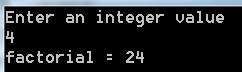 Enter an integer value
4
factorial = 24